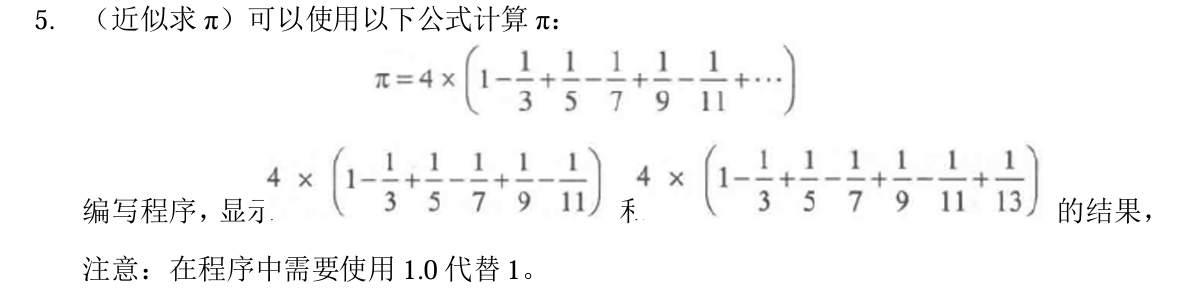 5. （近似求 π）可以使用以下公式计算 π：
π=4×(1-1/3+1/5-1/7+1/9-1/11+⋯)
编写程序，显示 4 × (1-1/3+1/5-1/7+1/9-1/11) 和 4 × (1-1/3+1/5-1/7+1/9-1/11+1/13) 的结果，
注意：在程序中需要使用 1.0 代替 1。